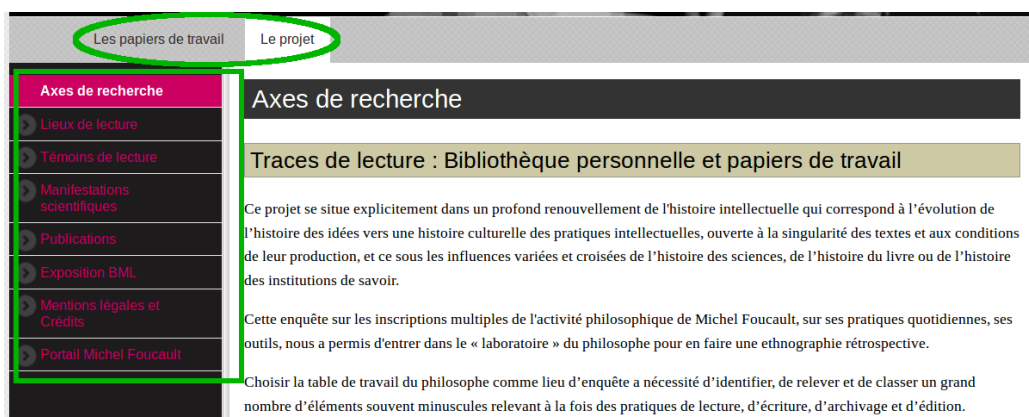 Les papiers de travail
Le projet
Axes de recherche
Lieux de lecture
Témoins de lecture
Manifestations
scientifiques
Publications
Exposition BML
Mentions légales et
Crédits
Portail Michel Foucault
Axes de recherche
Traces de lecture : Bibliothèque personnelle et papiers de travail
Ce projet se situe explicitement dans un profond renouvellement de l'histoire intellectuelle qui correspond à l’évolution de
l’histoire des idées vers une histoire culturelle des pratiques intellectuelles, ouverte à la singularité des textes et aux conditions
de leur production, et ce sous les influences variées et croisées de l’histoire des sciences, de l’histoire du livre ou de l’histoire
des institutions de savoir.
Cette enquête sur les inscriptions multiples de l'activité philosophique de Michel Foucault, sur ses pratiques quotidiennes, ses
outils, nous a permis d'entrer dans le « laboratoire » du philosophe pour en faire une ethnographie rétrospective.
Choisir la table de travail du philosophe comme lieu d’enquête a nécessité d’identifier, de relever et de classer un grand
nombre d’éléments souvent minuscules relevant à la fois des pratiques de lecture, d’écriture, d’archivage et d’édition.